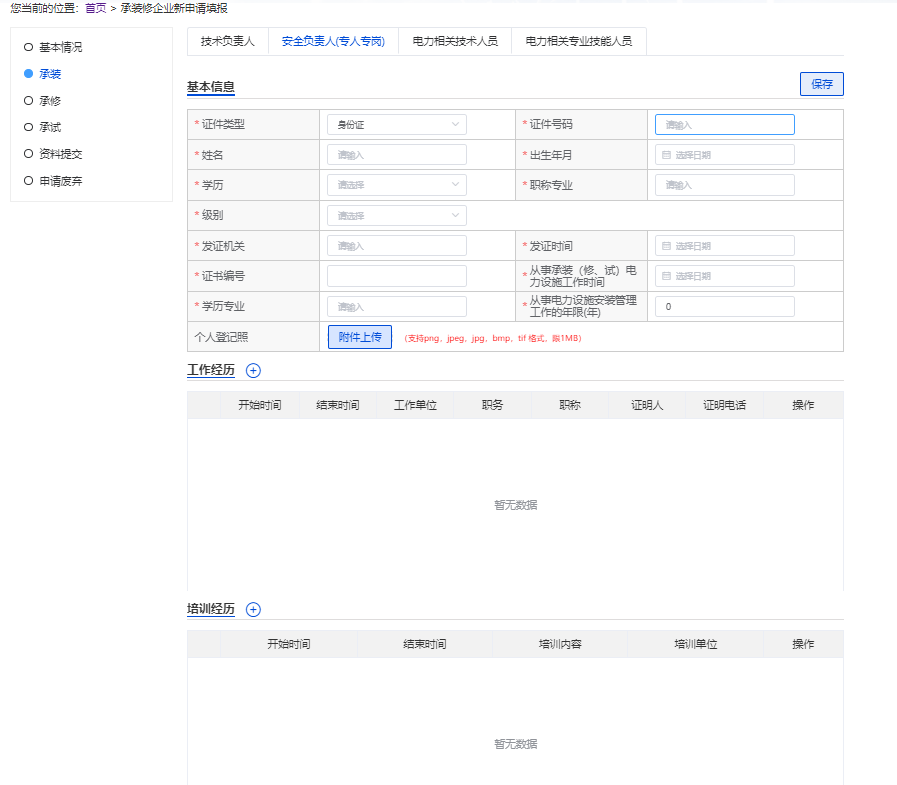 您当前的位置: 首页 > 承装修企业新申请填报
基本情况
承装
承修
承试
资料提交
申请废弃
技术负责人 安全负责人(专人专岗) 电力相关技术人员 电力相关专业技能人员
基本信息 保存
*证件类型 身份证 *证件号码 请输入
*姓名 请输入 *出生年月 选择日期
*学历 请选择 *职称专业 请输入
*级别 请选择
*发证机关 请输入 *发证时间 选择日期
*证书编号 *从事承装（修、试）电力设施工作时间 选择日期
*学历专业 请输入 *从事电力设施安装管理工作的年限(年) 0
个人登记照 附件上传 （支持png，jpeg，jpg，bmp，tif 格式，限1MB）
工作经历
开始时间 结束时间 工作单位 职务 职称 证明人 证明电话 操作
暂无数据
培训经历
开始时间 结束时间 培训内容 培训单位 操作
暂无数据